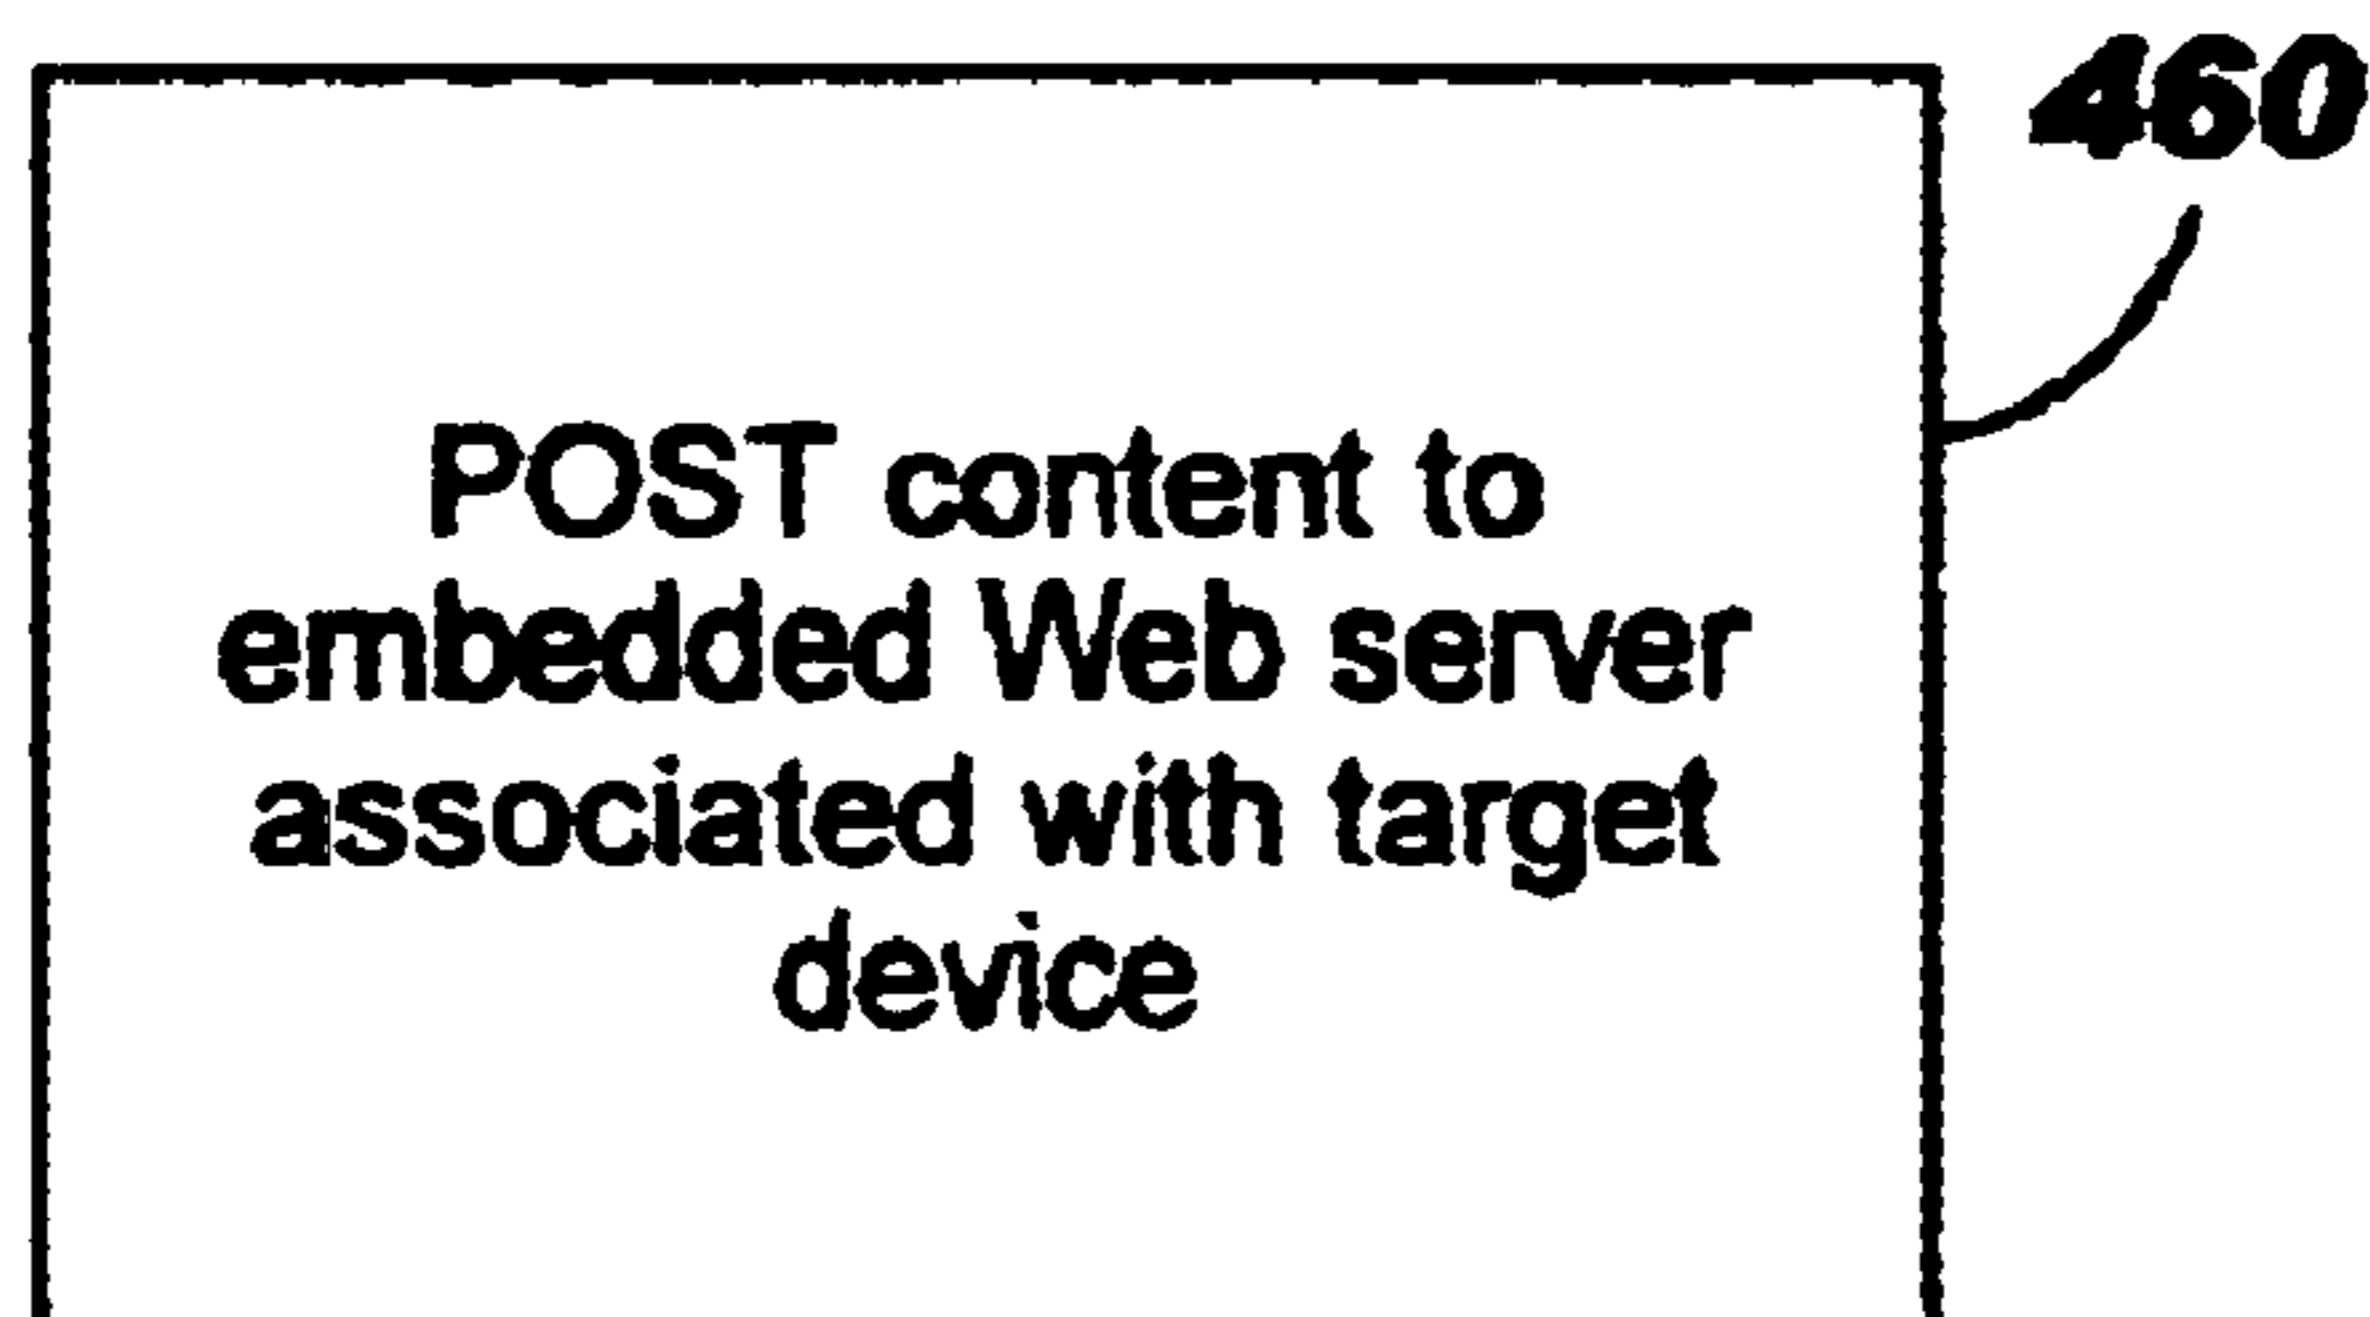 460
POST content to
embedded Web server
associated with target
device